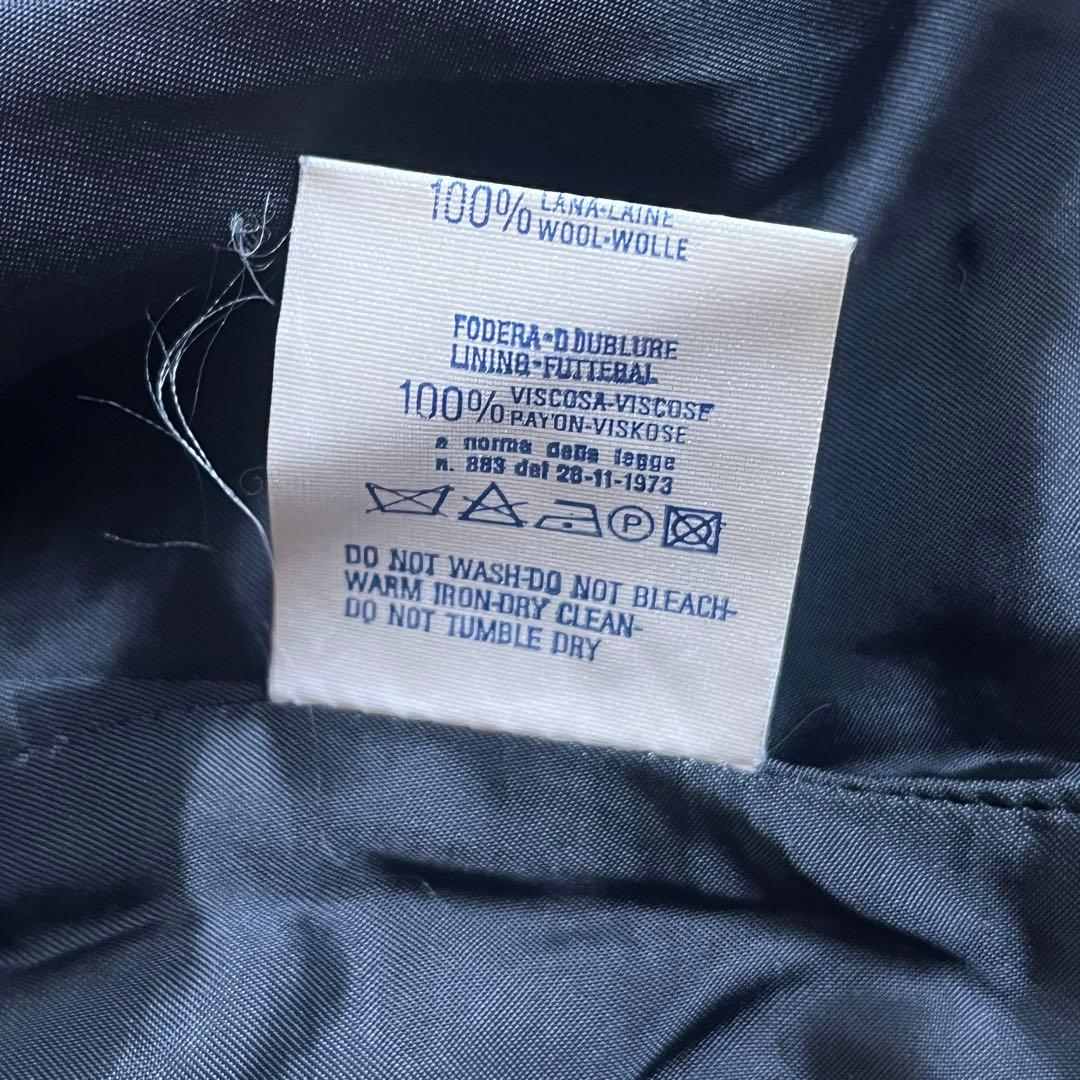 100% LANA-LAINE
WOOL-WOLLE
FODERA-DOUBLURE
LINING-FUTTERAL
100% VISCOSA-VISCOSE
RAYON-VISKOSE
a norma della legge
n. 883 del 26-11-1973
P
DO NOT WASH-DO NOT BLEACH-
WARM IRON-DRY CLEAN-
DO NOT TUMBLE DRY